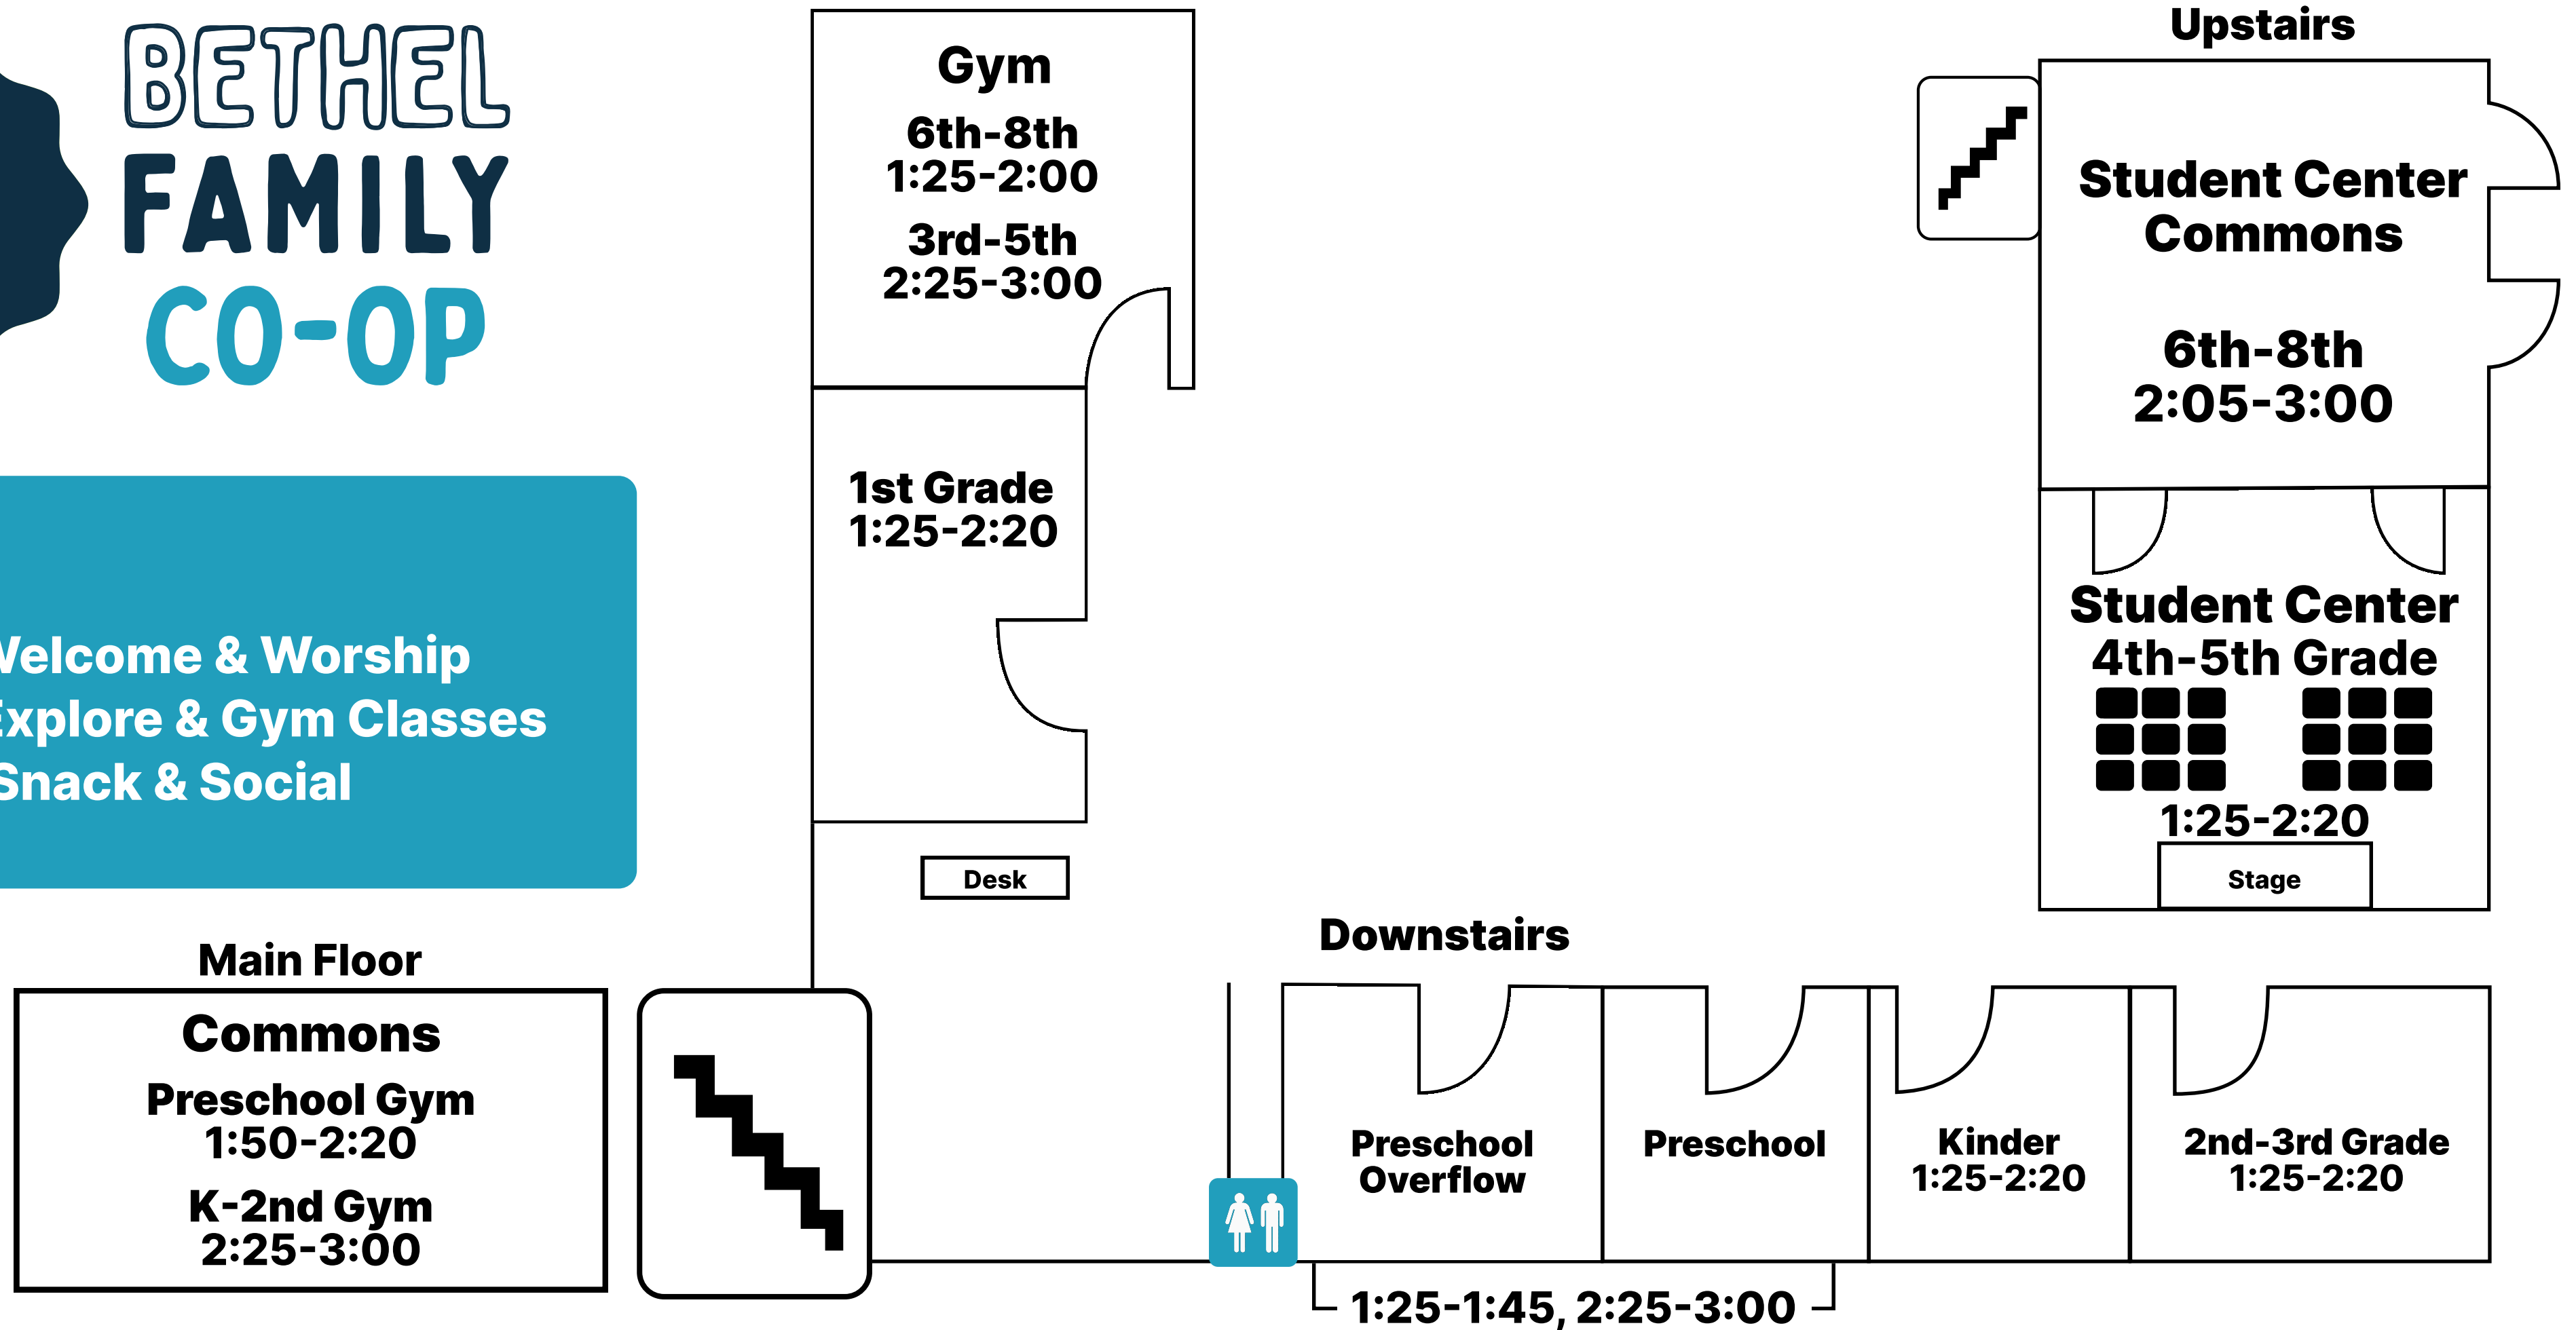 BETHEL
FAMILY
CO-OP
Welcome & Worship
Explore & Gym Classes
Snack & Social
Main Floor
Commons
Preschool Gym
1:50-2:20
K-2nd Gym
2:25-3:00
Gym
6th-8th
1:25-2:00
3rd-5th
2:25-3:00
1st Grade
1:25-2:20
Desk
Upstairs
Student Center
Commons
6th-8th
2:05-3:00
Student Center
4th-5th Grade
1:25-2:20
Stage
Downstairs
Preschool
Overflow
Preschool
1:25-1:45, 2:25-3:00
Kinder
1:25-2:20
2nd-3rd Grade
1:25-2:20